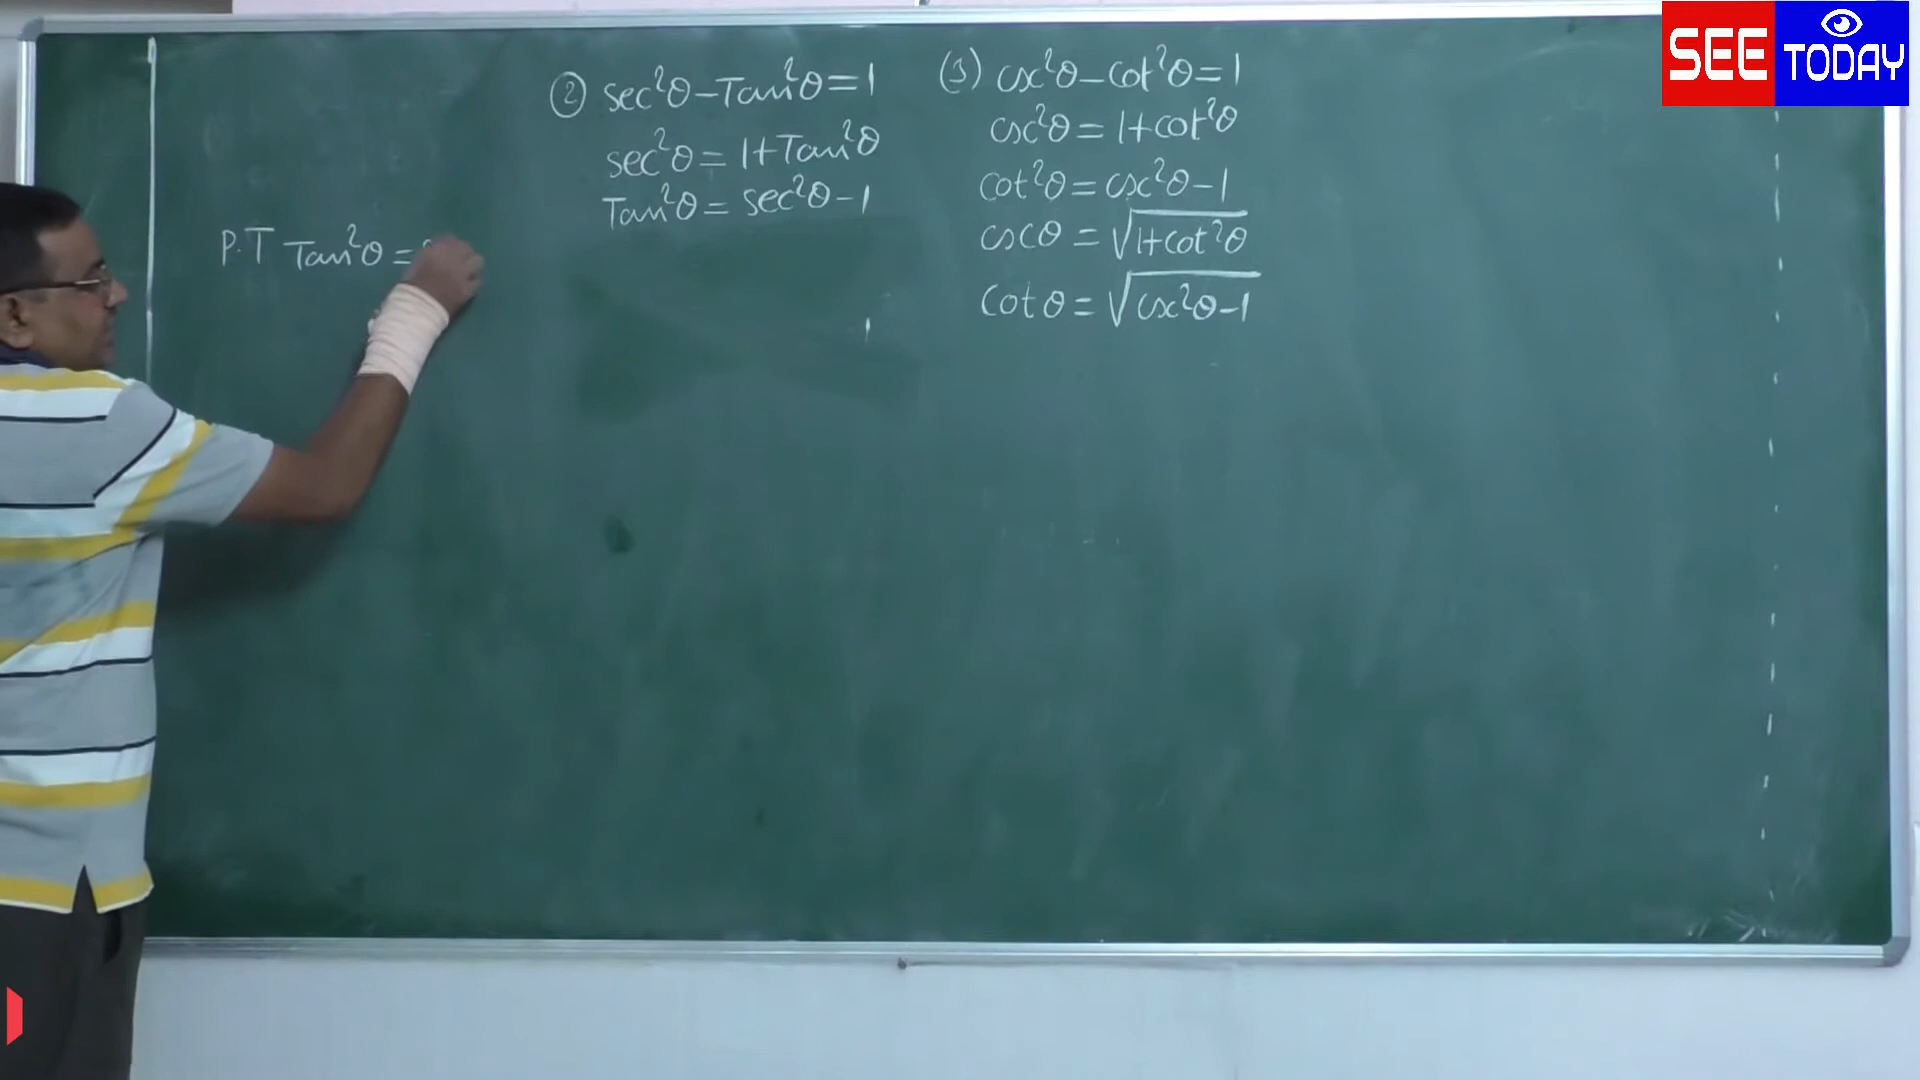 SEE TODAY
② sec²θ – Tan²θ = 1
sec²θ = 1 + Tan²θ
Tan²θ = sec²θ – 1
(3) csc²θ – Cot²θ = 1
csc²θ = 1 + cot²θ
Cot²θ = csc²θ – 1
cscθ = √1+cot²θ
Cot θ = √csc²θ–1
P.T Tan²θ =